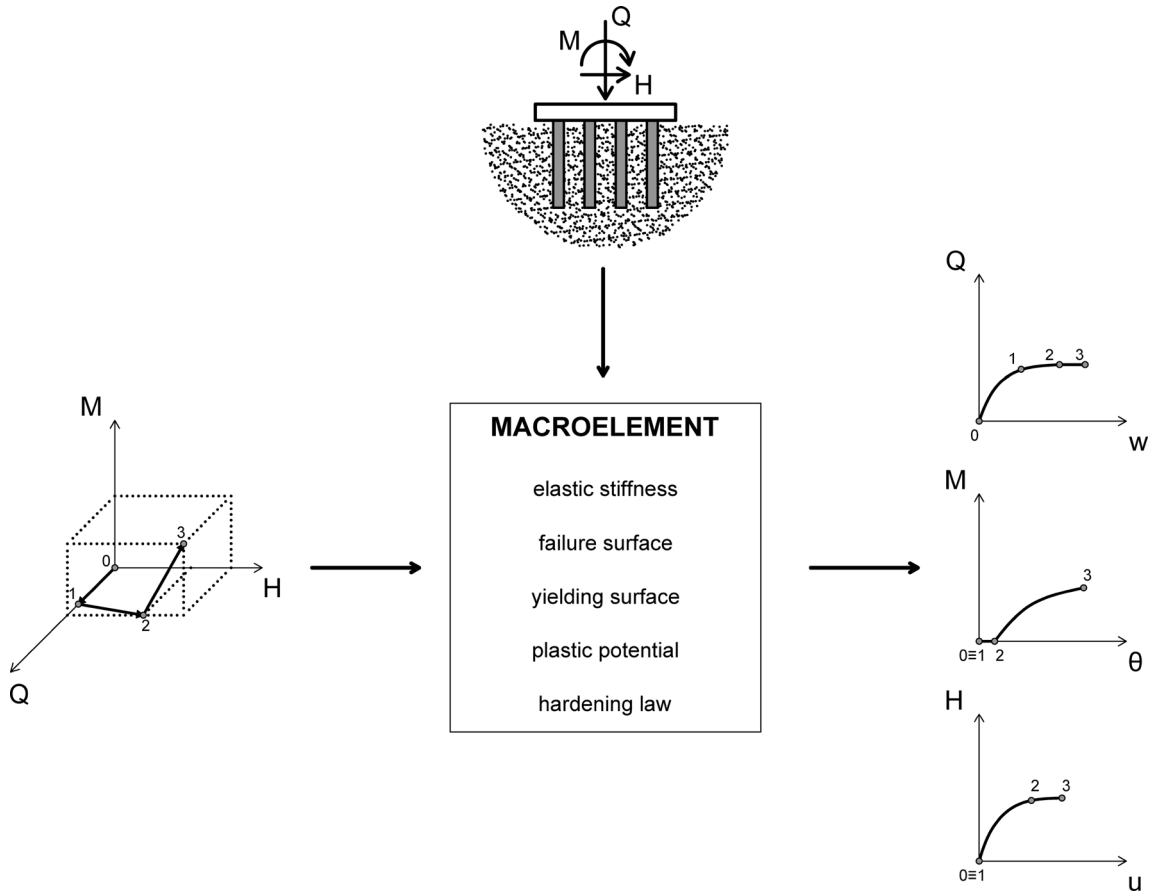 Q
M
H
M
0
3
1
2
H
Q
MACROELEMENT
elastic stiffness
failure surface
yielding surface
plastic potential
hardening law
Q
1
2
3
0
w
M
3
0≡1
2
θ
H
2
3
0≡1
u